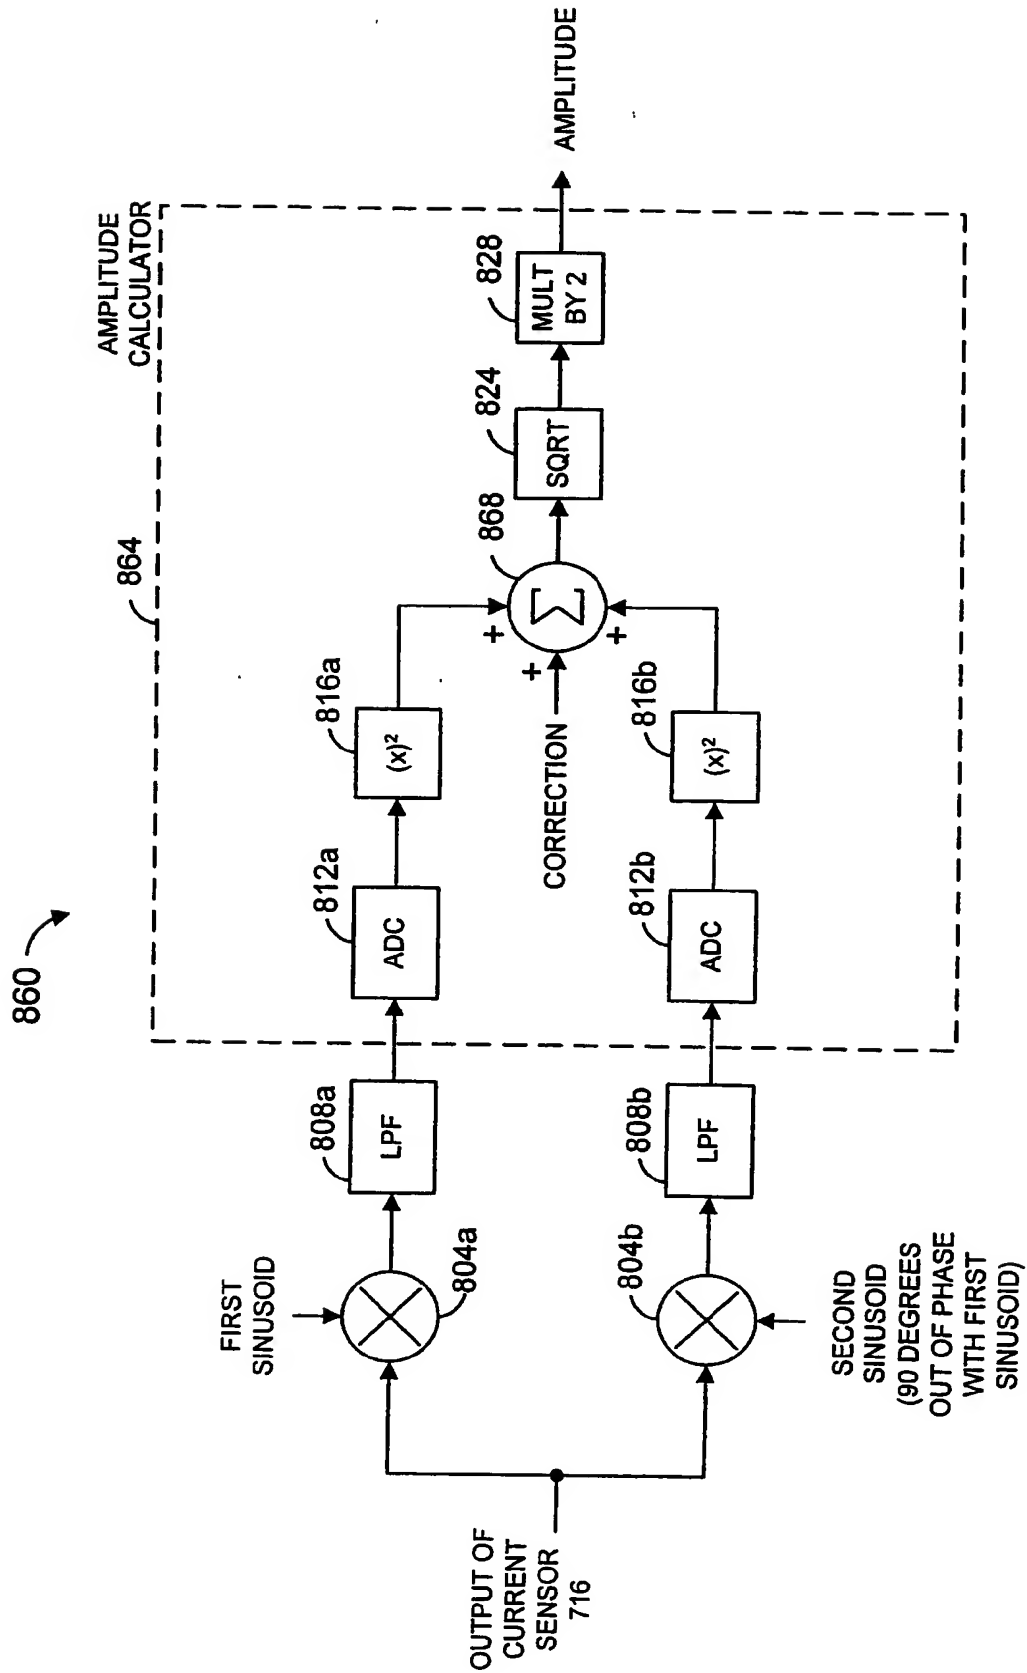 860
OUTPUT OF
CURRENT
SENSOR
716
FIRST
SINUSOID
804a
808a
LPF
SECOND
SINUSOID
(90 DEGREES
OUT OF PHASE
WITH FIRST
SINUSOID)
804b
808b
LPF
864
AMPLITUDE
CALCULATOR
812a
ADC
816a
(x)²
812b
ADC
816b
(x)²
CORRECTION
+
+
+
868
Σ
824
SQRT
828
MULT
BY 2
AMPLITUDE